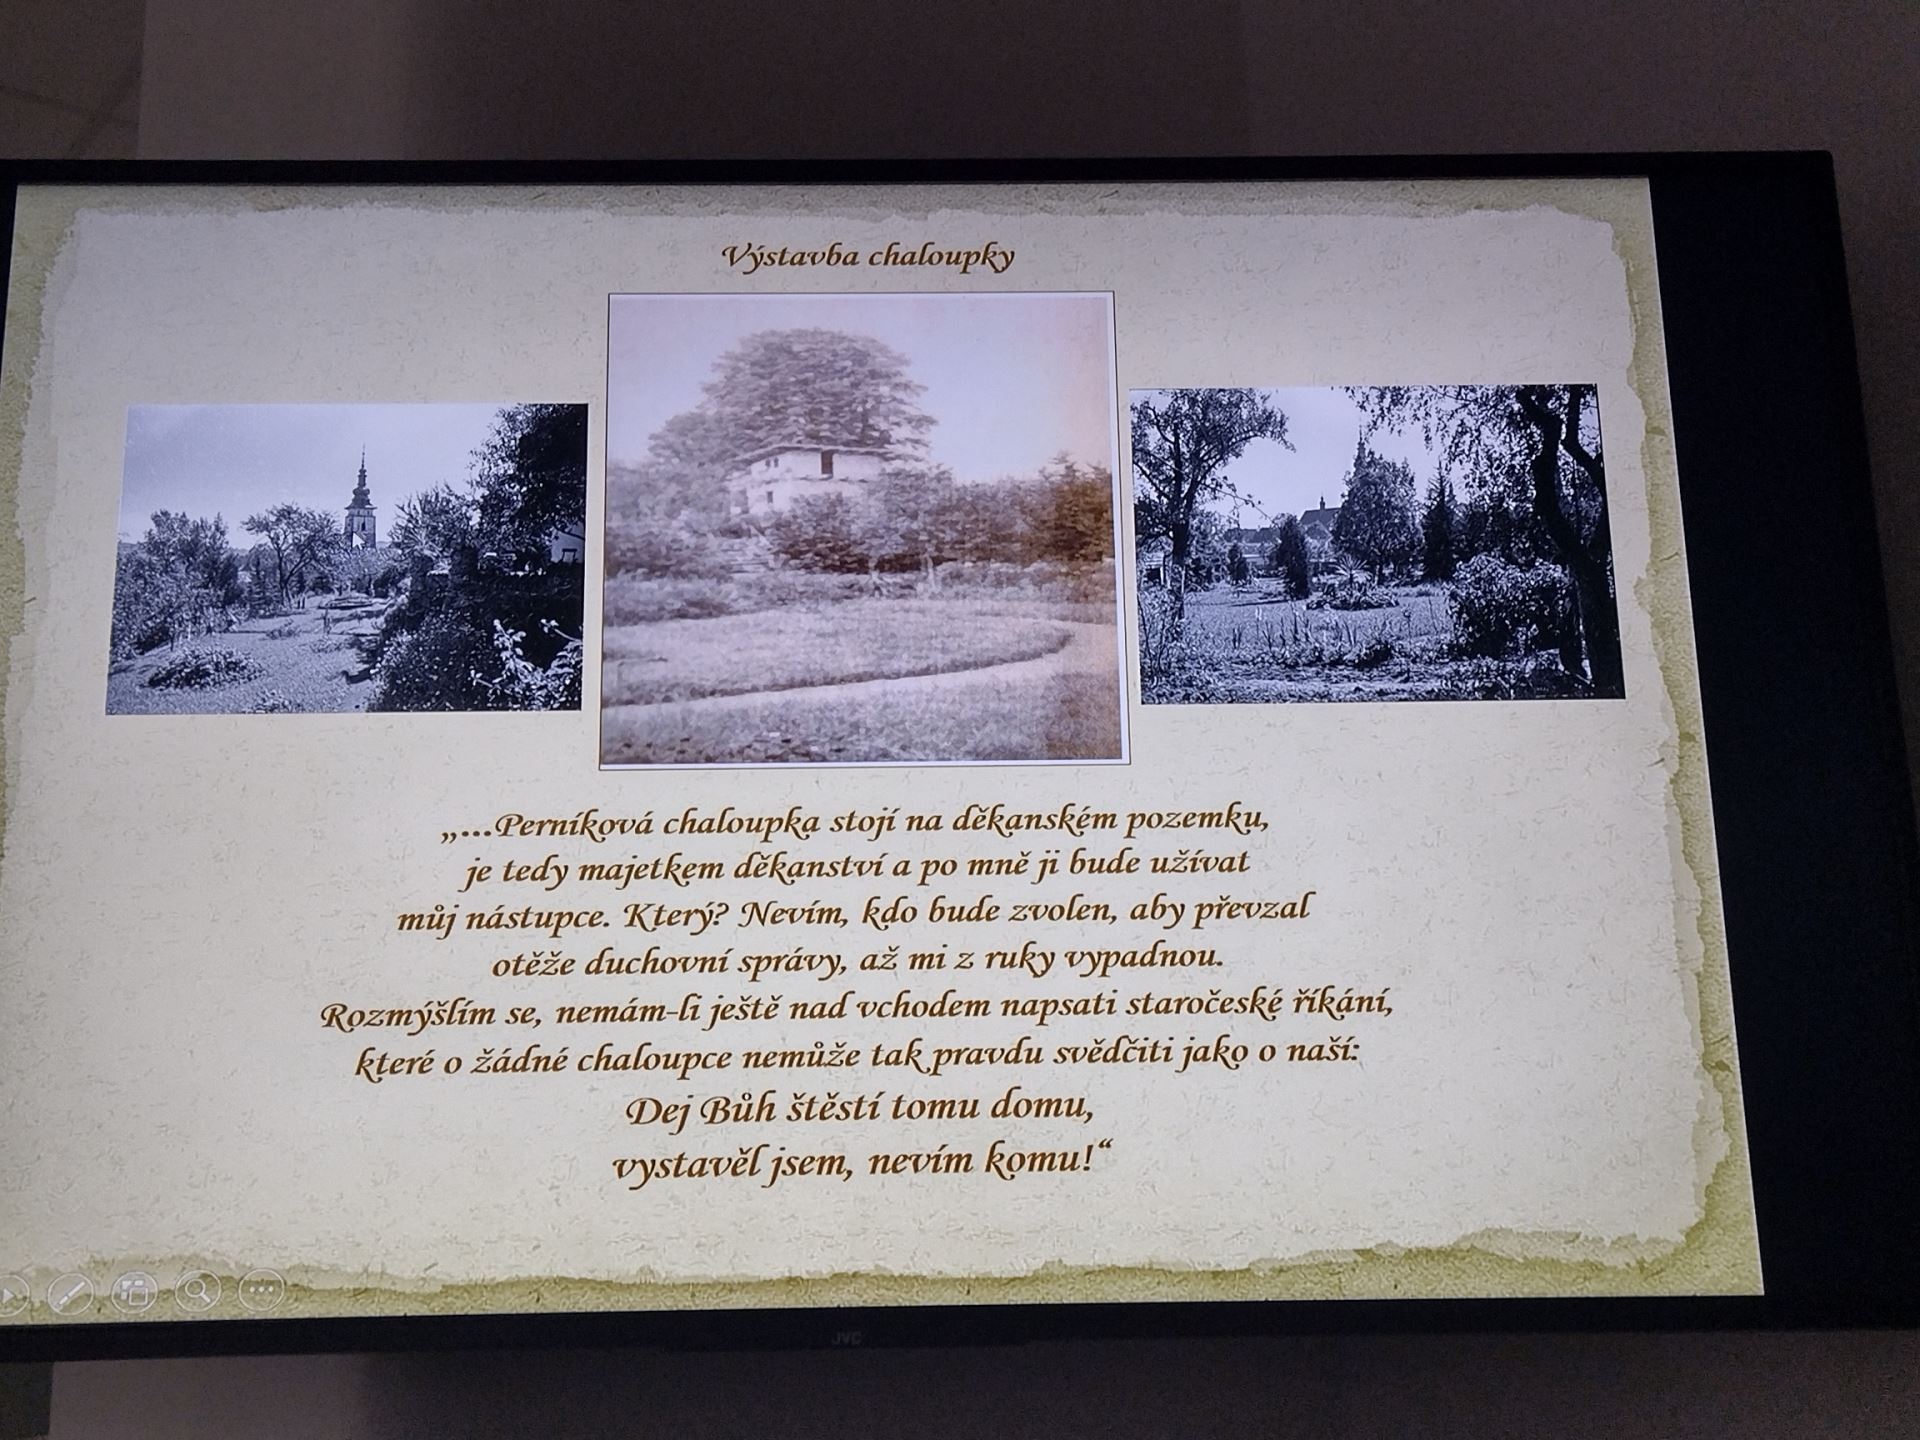 Výstavba chaloupky
„...Perníková chaloupka stojí na děkanském pozemku,
je tedy majetkem děkanství a po mně ji bude užívat
můj nástupce. Který? Nevím, kdo bude zvolen, aby převzal
otěže duchovní správy, až mi z ruky vypadnou.
Rozmýšlím se, nemám-li ještě nad vchodem napsati staročeské říkání,
které o žádné chaloupce nemůže tak pravdu svědčiti jako o naší:
Dej Bůh štěstí tomu domu,
vystavěl jsem, nevím komu!“
JVC